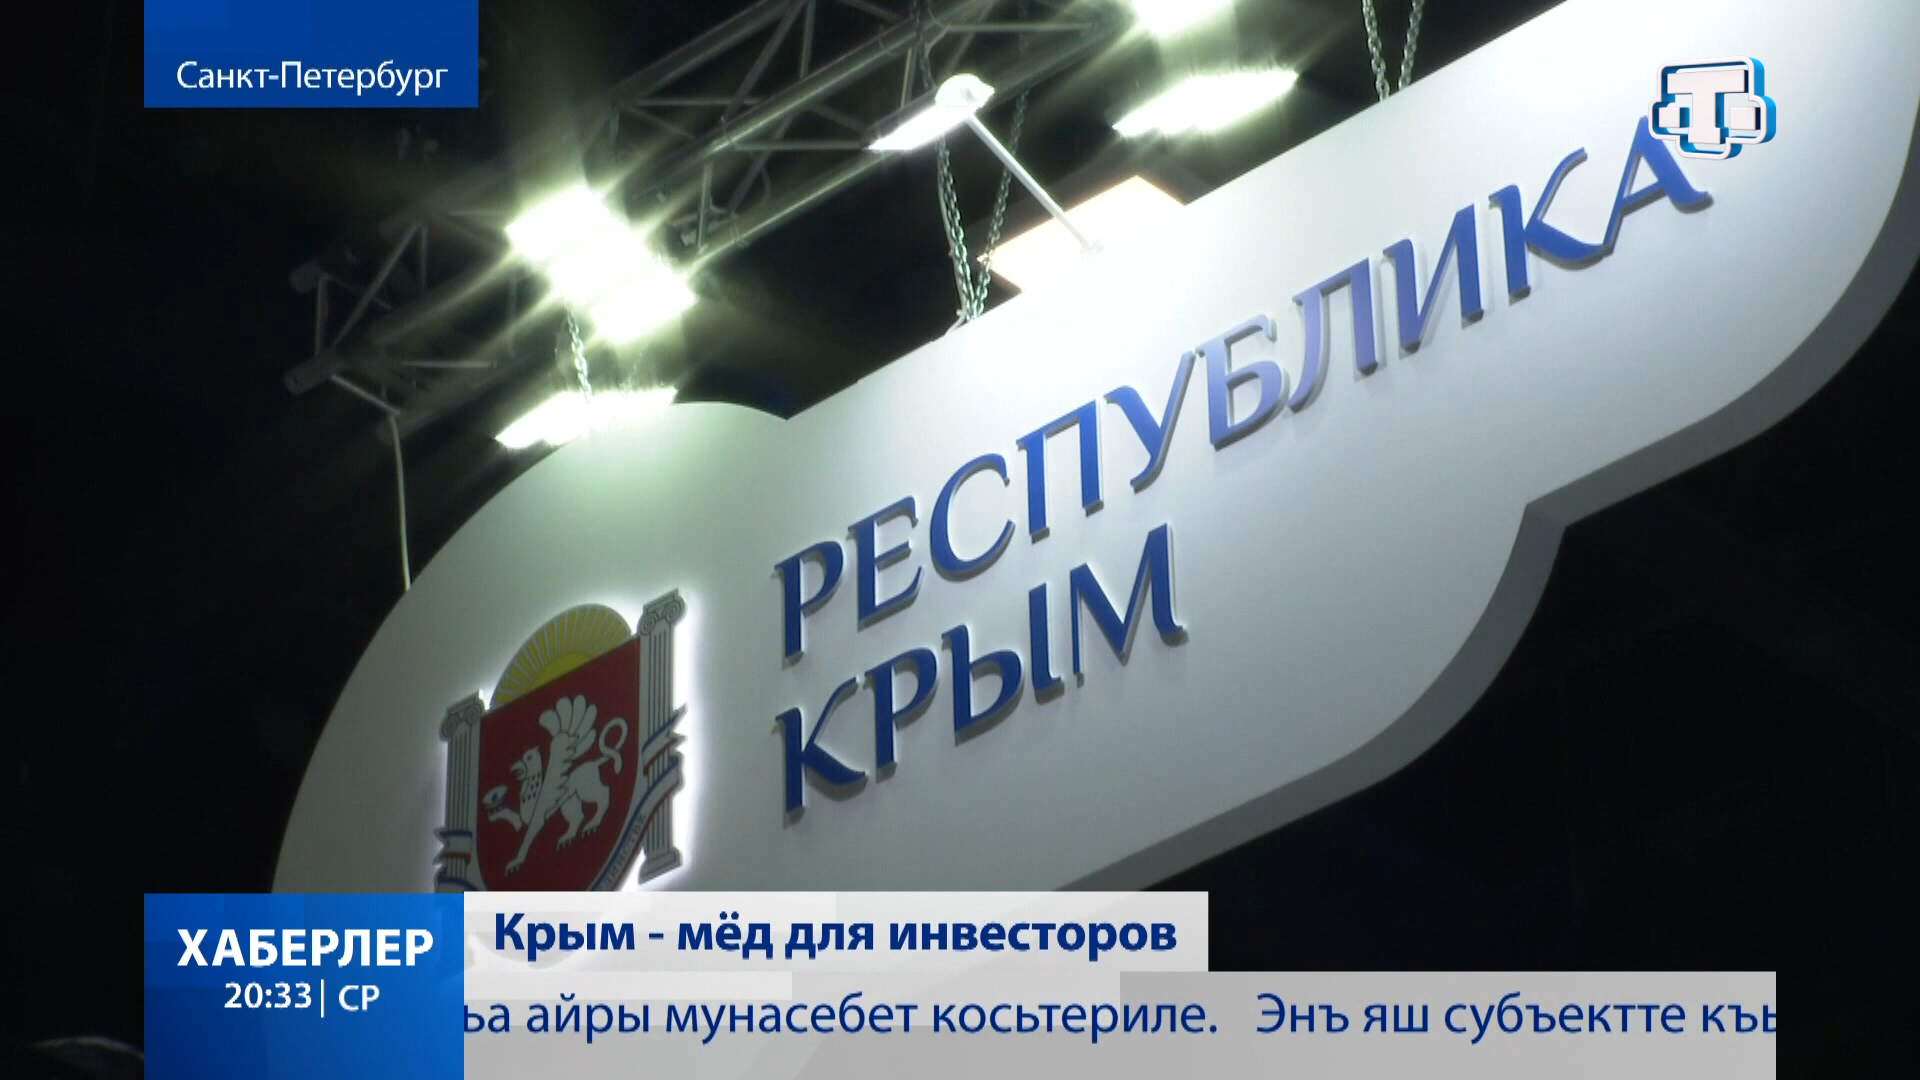 Санкт-Петербург
РЕСПУБЛИКА
КРЫМ
Крым - мёд для инвесторов
ХАБЕРЛЕР
20:33| СР
айры мунасебет косьтериле. Энъ яш субъектте